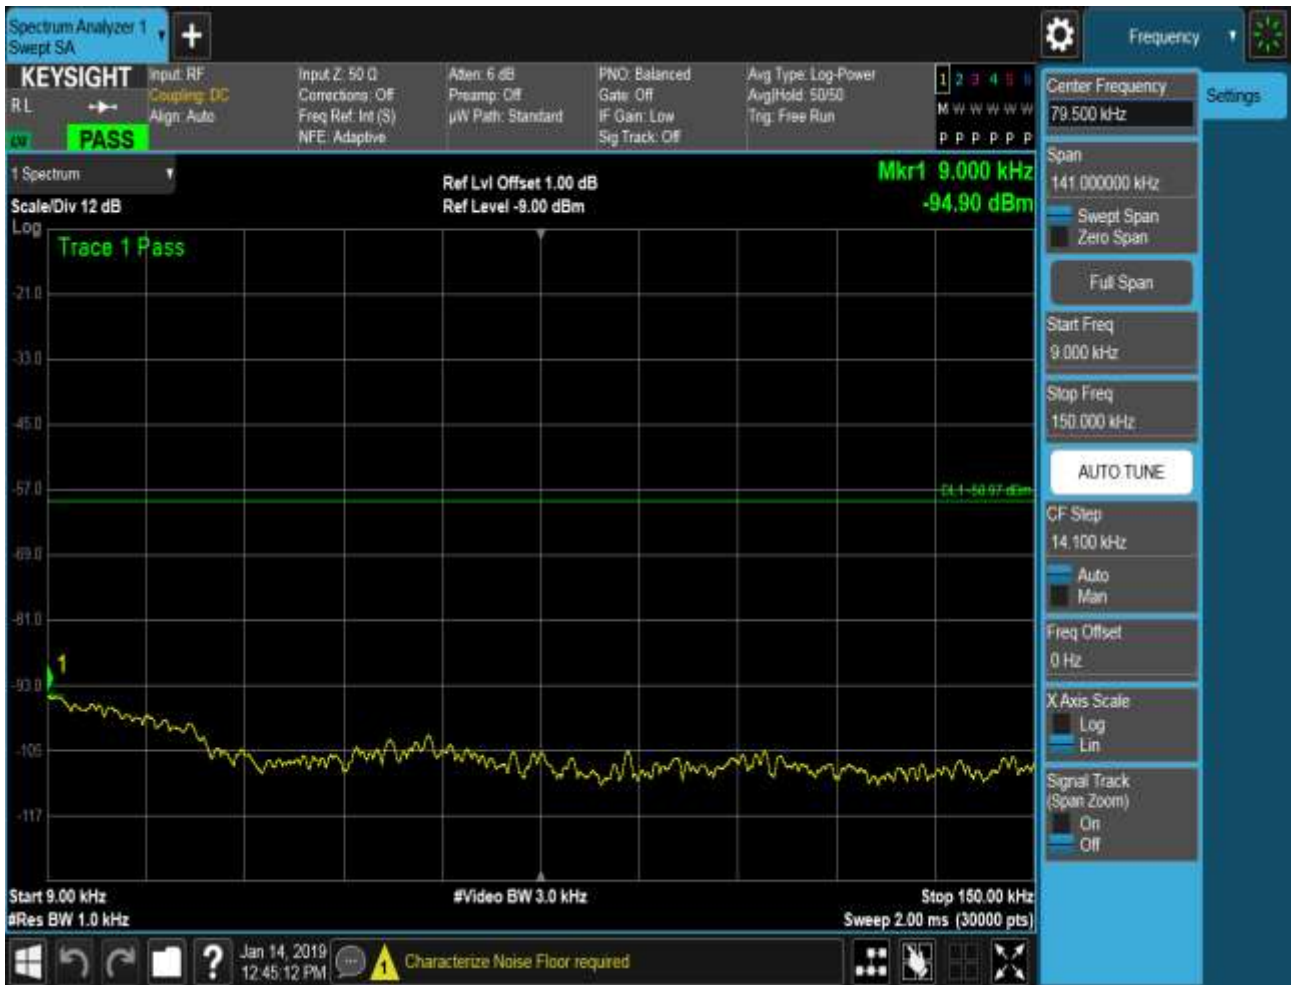 Spectrum Analyzer 1
Swept SA
Frequency
KEYSIGHT
R L
PASS
Input: RF
Coupling: DC
Align: Auto
Input Z: 50 Ω
Corrections: Off
Freq Ref: Int (S)
NFE: Adaptive
Atten: 6 dB
Preamp: Off
µW Path: Standard
PNO: Balanced
Gate: Off
IF Gain: Low
Sig Track: Off
Avg Type: Log-Power
Avg|Hold: 50/50
Trig: Free Run
1 2 3 4 5 6
M W W W W W
P P P P P P
1 Spectrum
Scale/Div 12 dB
Log
Ref Lvl Offset 1.00 dB
Ref Level -9.00 dBm
Mkr1 9.000 kHz
-94.90 dBm
Trace 1 Pass
-21.0
-33.0
-45.0
-57.0
-69.0
-81.0
-93.0
-105
-117
1
Start 9.00 kHz
#Res BW 1.0 kHz
#Video BW 3.0 kHz
Stop 150.00 kHz
Sweep 2.00 ms (30000 pts)
Center Frequency
79.500 kHz
Settings
Span
141.000000 kHz
Swept Span
Zero Span
Full Span
Start Freq
9.000 kHz
Stop Freq
150.000 kHz
AUTO TUNE
CF Step
14.100 kHz
Auto
Man
Freq Offset
0 Hz
X Axis Scale
Log
Lin
Signal Track
(Span Zoom)
On
Off
?
Jan 14, 2019
12:45:12 PM
1
Characterize Noise Floor required